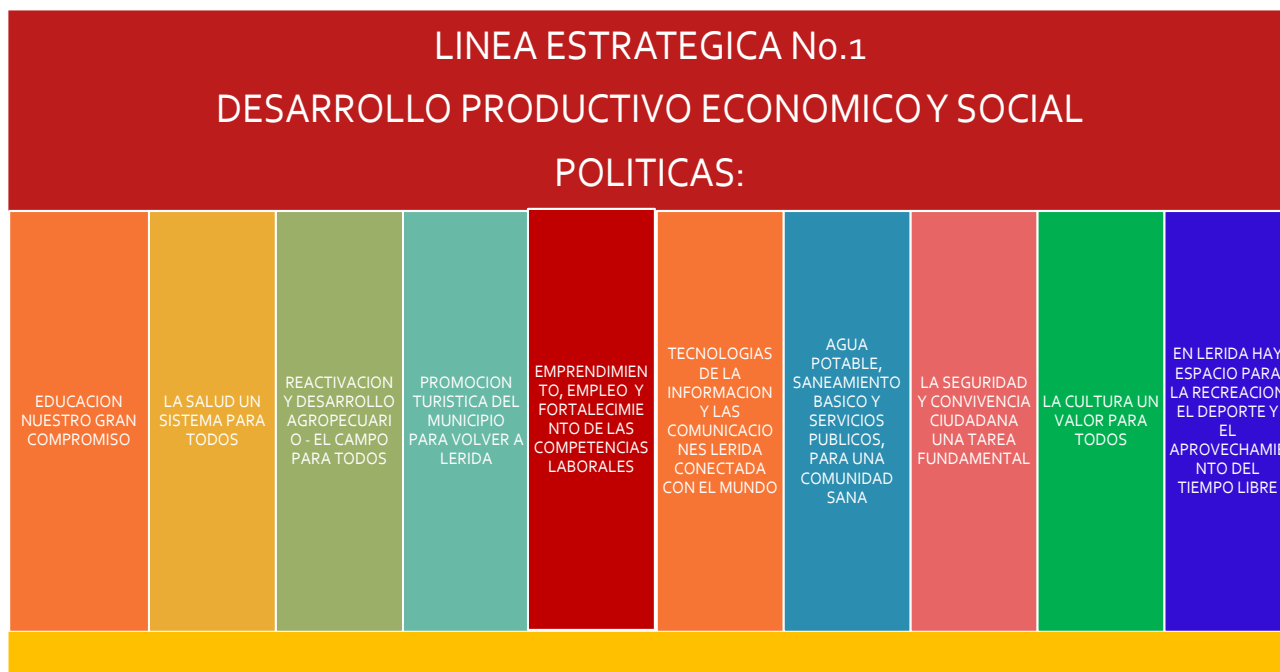 LINEA ESTRATEGICA No.1
DESARROLLO PRODUCTIVO ECONOMICO Y SOCIAL
POLITICAS:
EDUCACION
NUESTRO GRAN
COMPROMISO
LA SALUD UN
SISTEMA PARA
TODOS
REACTIVACION
Y DESARROLLO
AGROPECUARI
O - EL CAMPO
PARA TODOS
PROMOCION
TURISTICA DEL
MUNICIPIO
PARA VOLVER A
LERIDA
EMPRENDIMIEN
TO, EMPLEO Y
FORTALECIMIE
NTO DE LAS
COMPETENCIAS
LABORALES
TECNOLOGIAS
DE LA
INFORMACION
Y LAS
COMUNICACIO
NES LERIDA
CONECTADA
CON EL MUNDO
AGUA
POTABLE,
SANEAMIENTO
BASICO Y
SERVICIOS
PUBLICOS,
PARA UNA
COMUNIDAD
SANA
LA SEGURIDAD
Y CONVIVENCIA
CIUDADANA
UNA TAREA
FUNDAMENTAL
LA CULTURA UN
VALOR PARA
TODOS
EN LERIDA HAY
ESPACIO PARA
LA RECREACION
EL DEPORTE Y
EL
APROVECHAMIE
NTO DEL
TIEMPO LIBRE